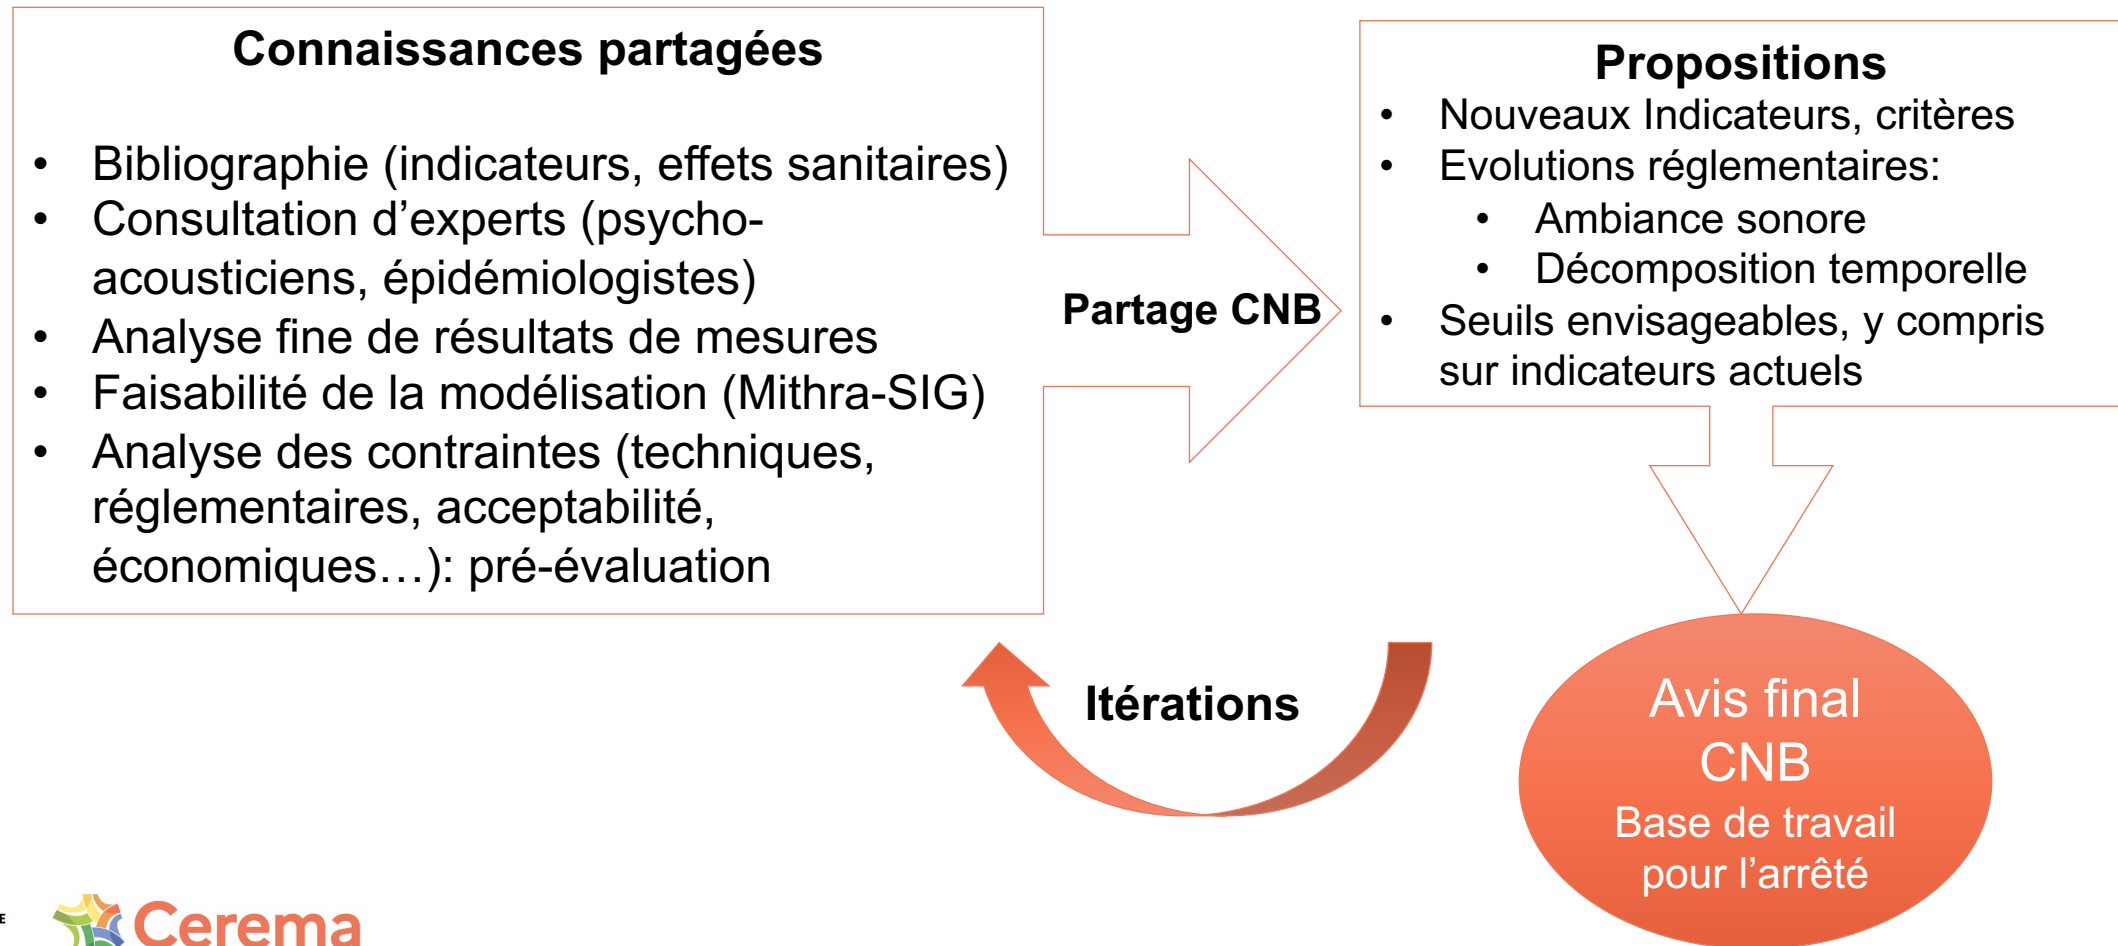 Connaissances partagées
• Bibliographie (indicateurs, effets sanitaires)
• Consultation d’experts (psycho-
acousticiens, épidémiologistes)
• Analyse fine de résultats de mesures
• Faisabilité de la modélisation (Mithra-SIG)
• Analyse des contraintes (techniques,
réglementaires, acceptabilité,
économiques…): pré-évaluation
Partage CNB
Propositions
• Nouveaux Indicateurs, critères
• Evolutions réglementaires:
• Ambiance sonore
• Décomposition temporelle
• Seuils envisageables, y compris
sur indicateurs actuels
Itérations
Avis final
CNB
Base de travail
pour l’arrêté
E
Cerema